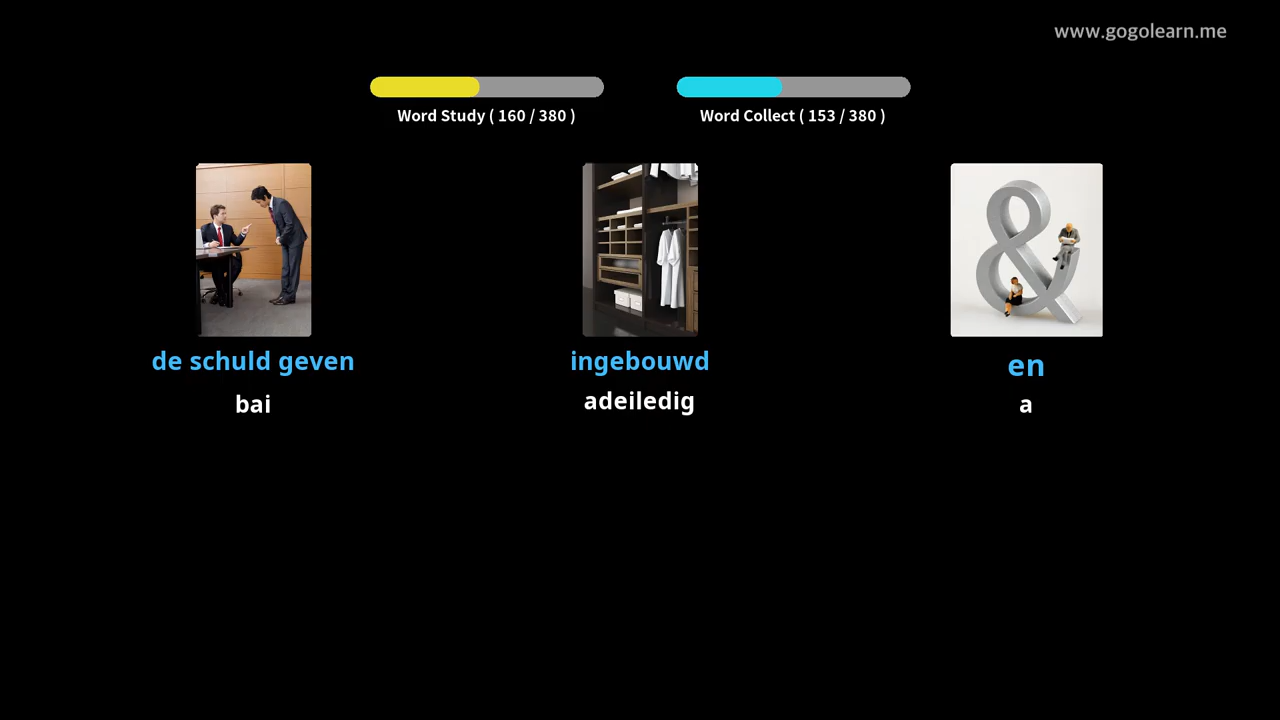 www.gogolearn.me
Word Study ( 160 / 380 )
Word Collect ( 153 / 380 )
de schuld geven
ingebouwd
en
bai
adeiledig
a